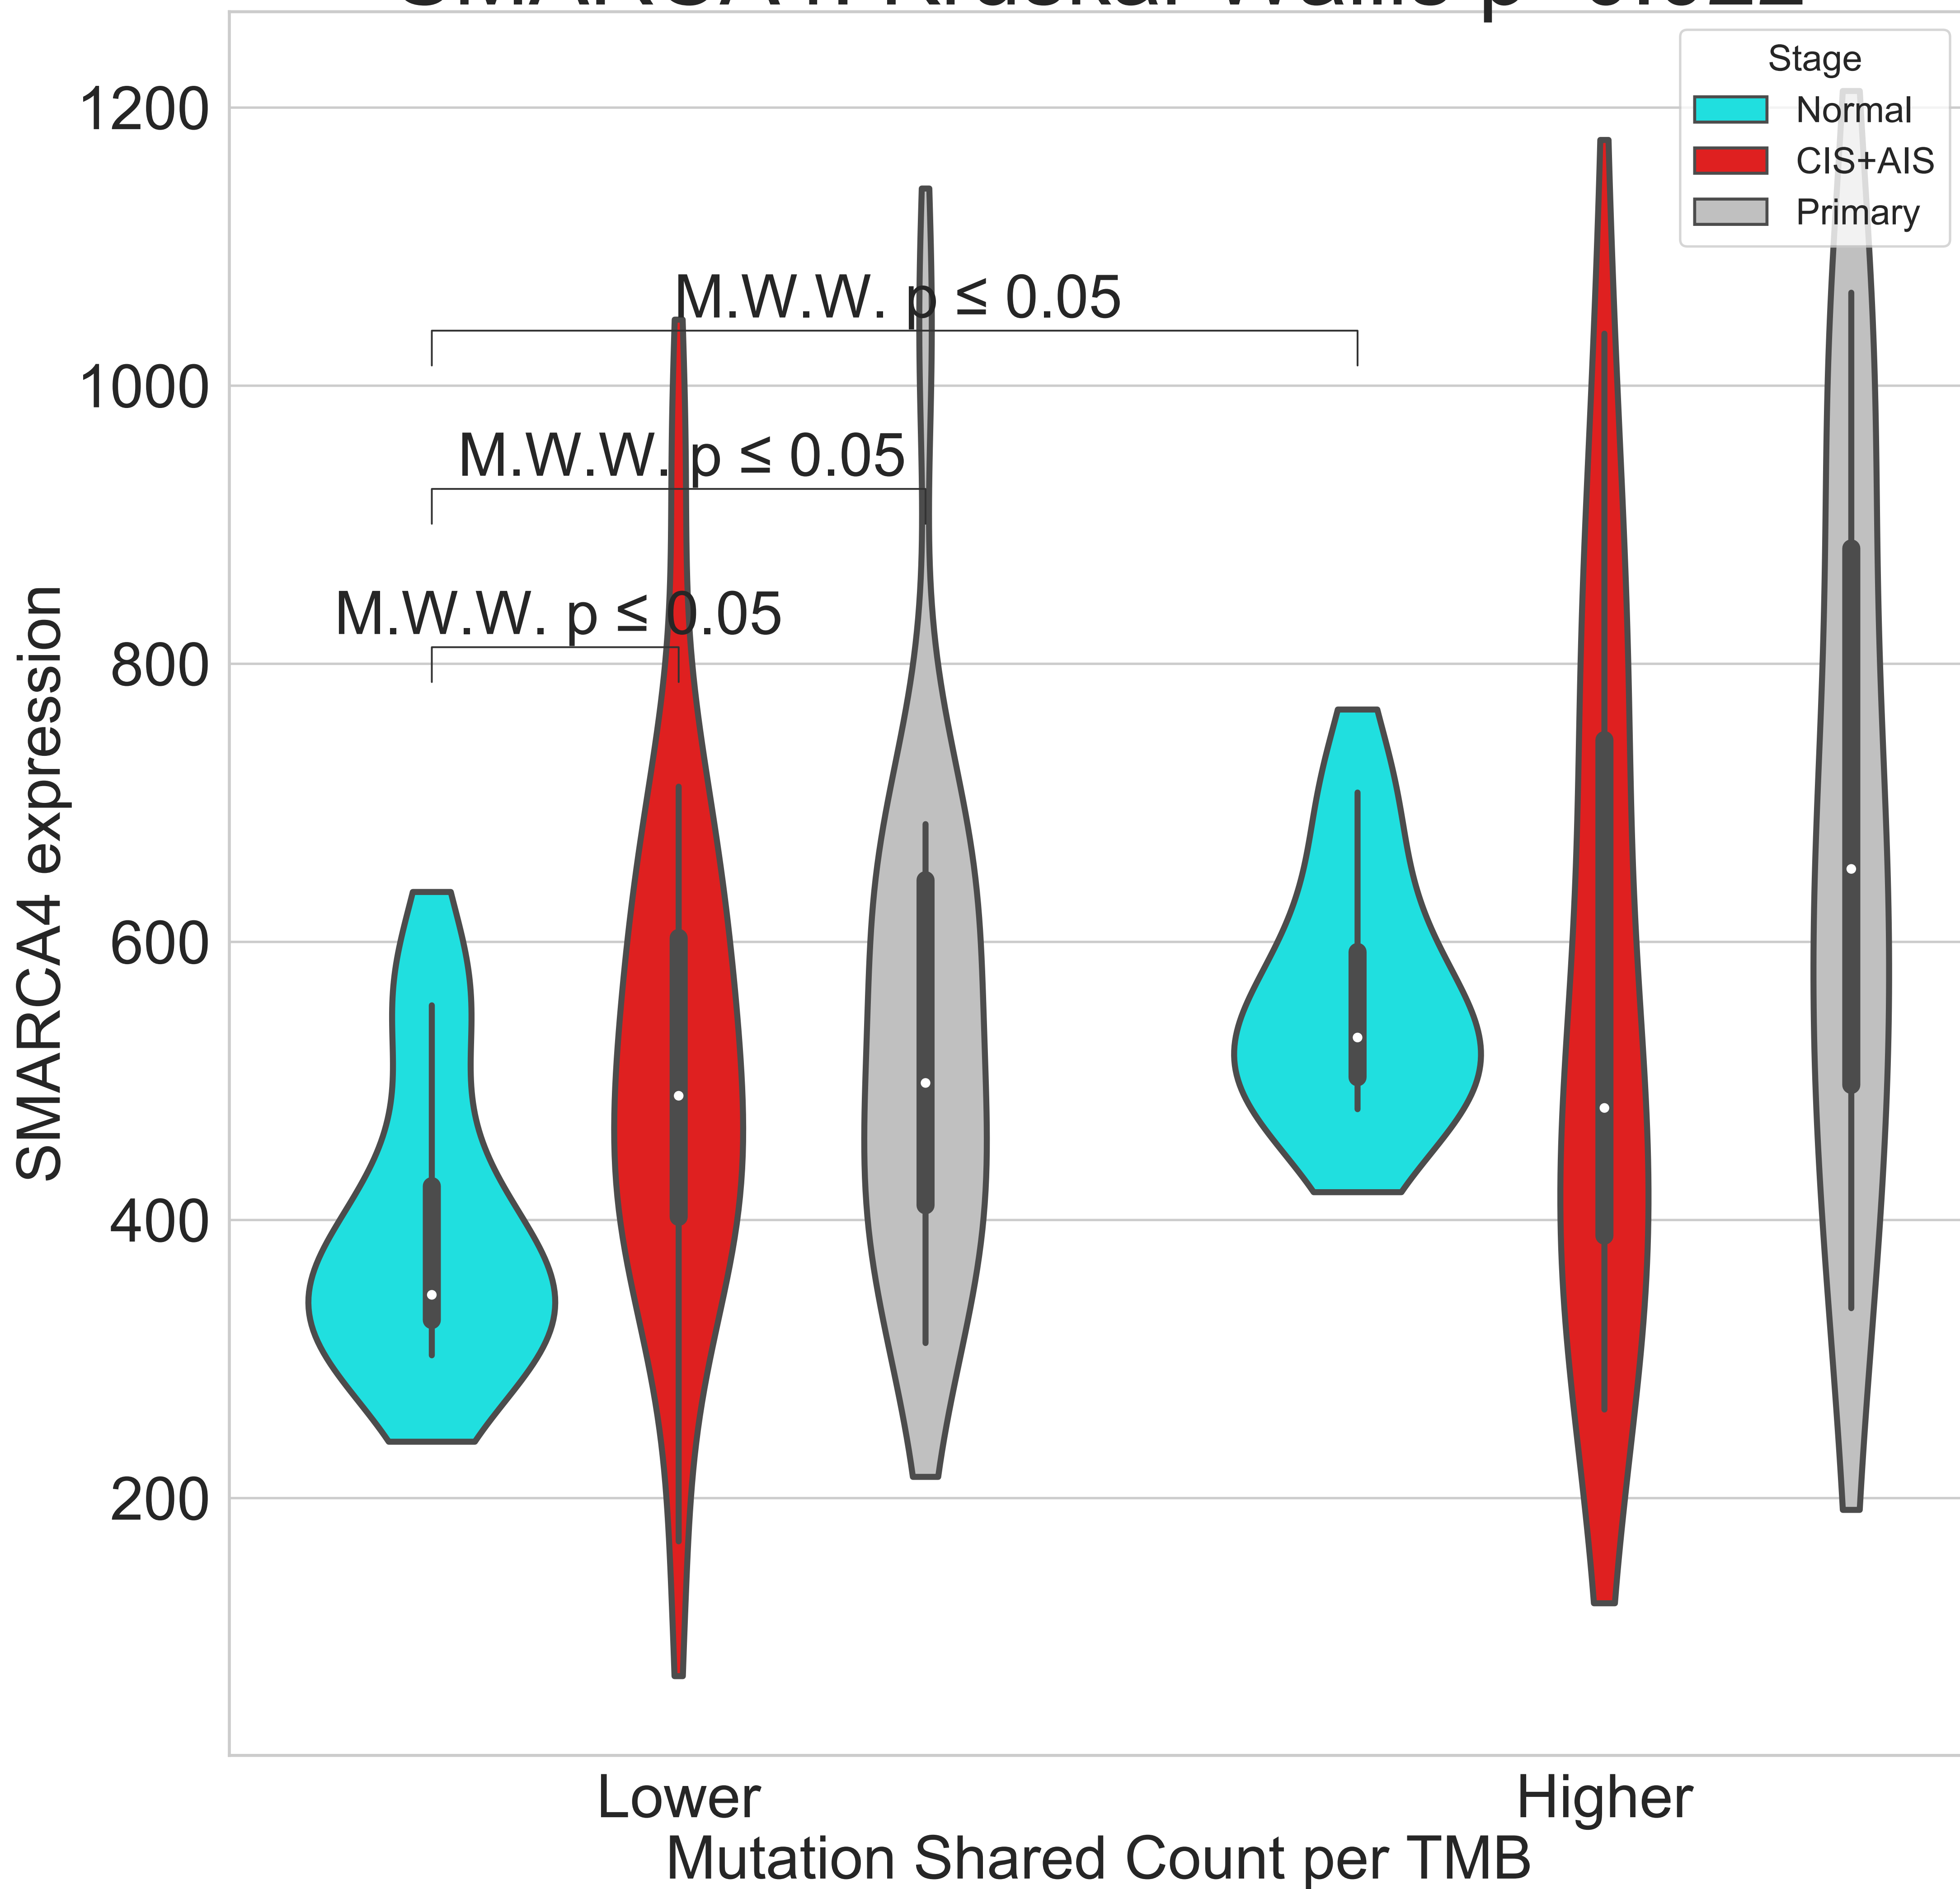 Stage
Normal
CIS+AIS
Primary
1200
1000
800
600
400
200
SMARCA4 expression
M.W.W. p ≤ 0.05
M.W.W. p ≤ 0.05
M.W.W. p ≤ 0.05
Lower
Higher
Mutation Shared Count per TMB